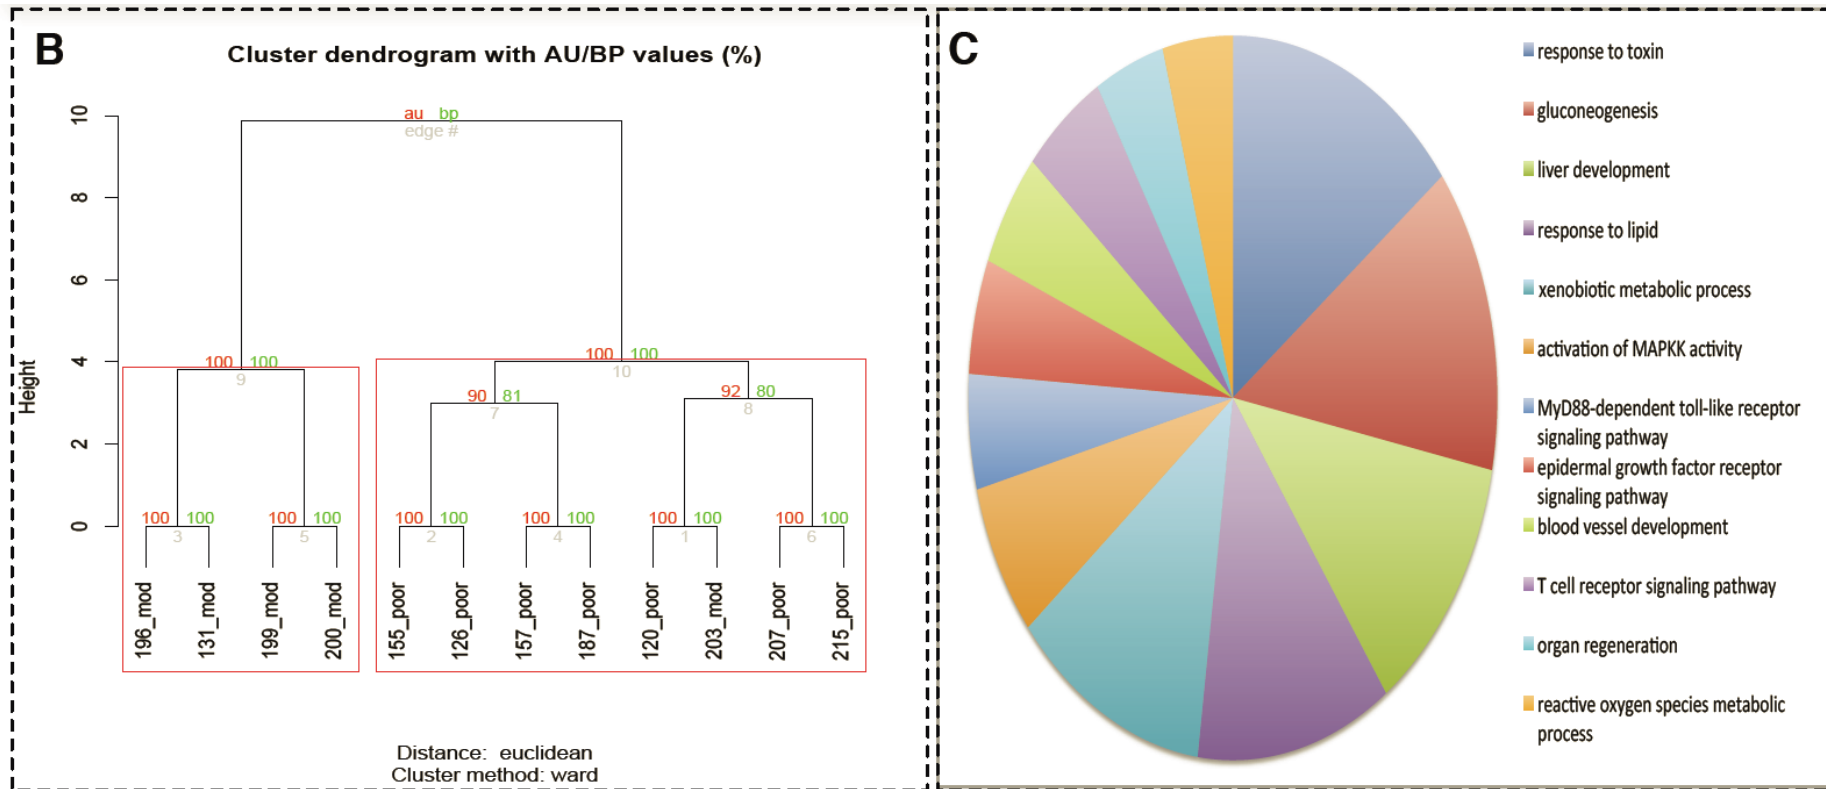 B
Cluster dendrogram with AU/BP values (%)
au bp
edge #
Height
10
8
6
4
2
0
100 100
9
100 100
10
90 81
7
92 80
8
100 100
3
100 100
5
100 100
2
100 100
4
100 100
1
100 100
6
196_mod
131_mod
199_mod
200_mod
155_poor
126_poor
157_poor
187_poor
120_poor
203_mod
207_poor
215_poor
Distance: euclidean
Cluster method: ward
C
response to toxin
gluconeogenesis
liver development
response to lipid
xenobiotic metabolic process
activation of MAPKK activity
MyD88-dependent toll-like receptor
signaling pathway
epidermal growth factor receptor
signaling pathway
blood vessel development
T cell receptor signaling pathway
organ regeneration
reactive oxygen species metabolic
process